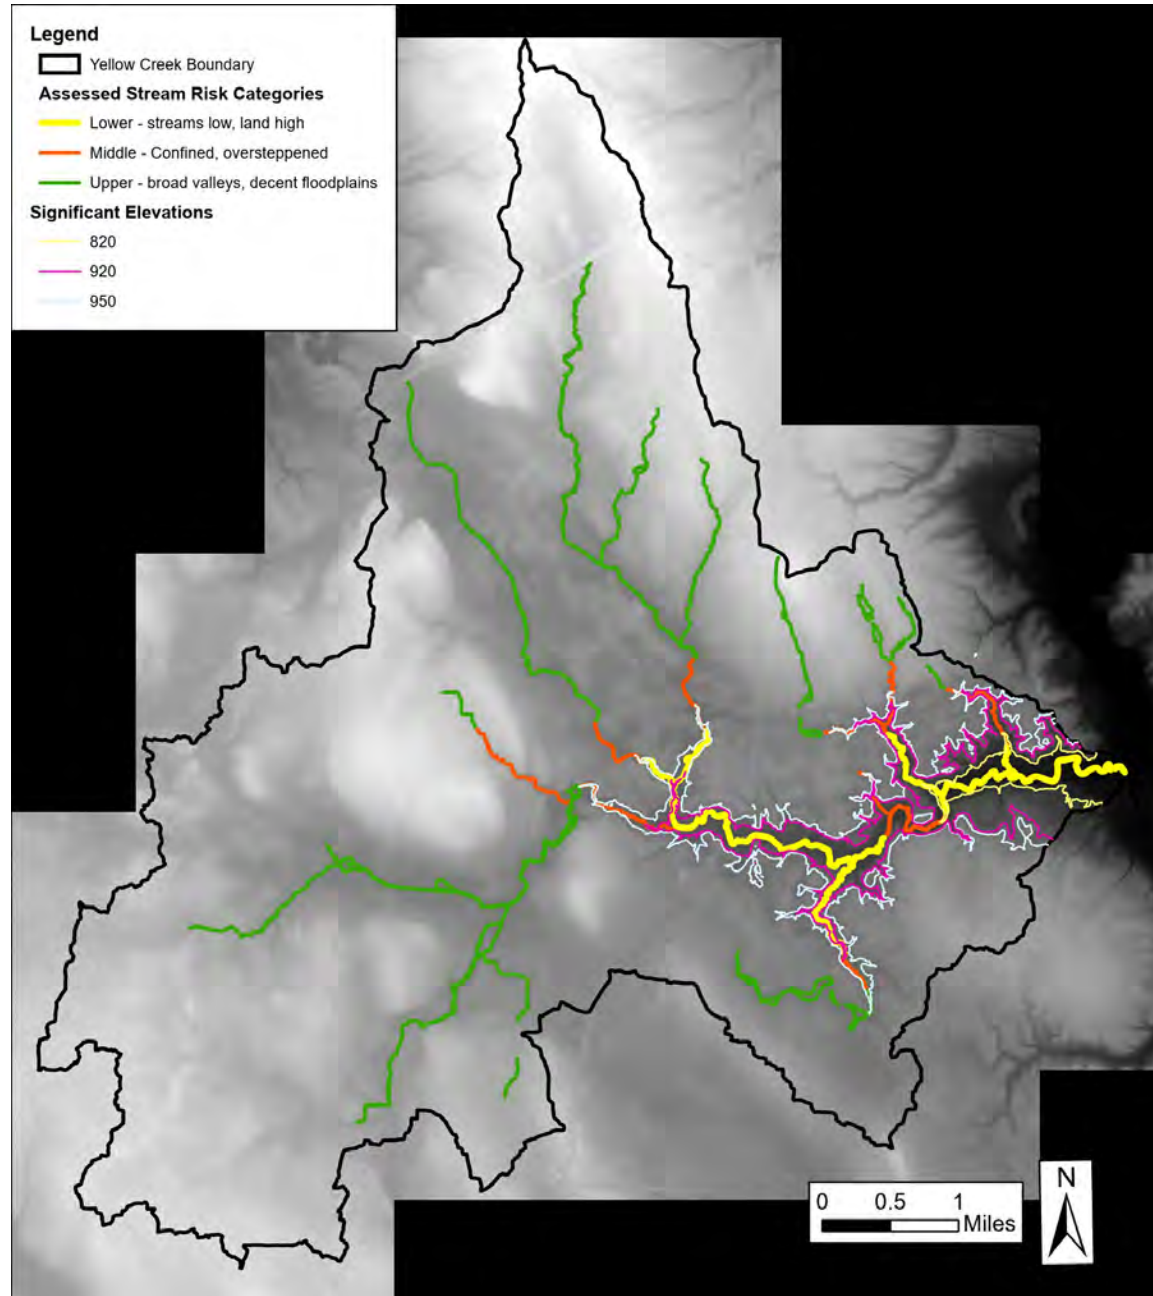 Legend
Yellow Creek Boundary
Assessed Stream Risk Categories
Lower - streams low, land high
Middle - Confined, oversteppened
Upper - broad valleys, decent floodplains
Significant Elevations
820
920
950
N
0 0.5 1
Miles